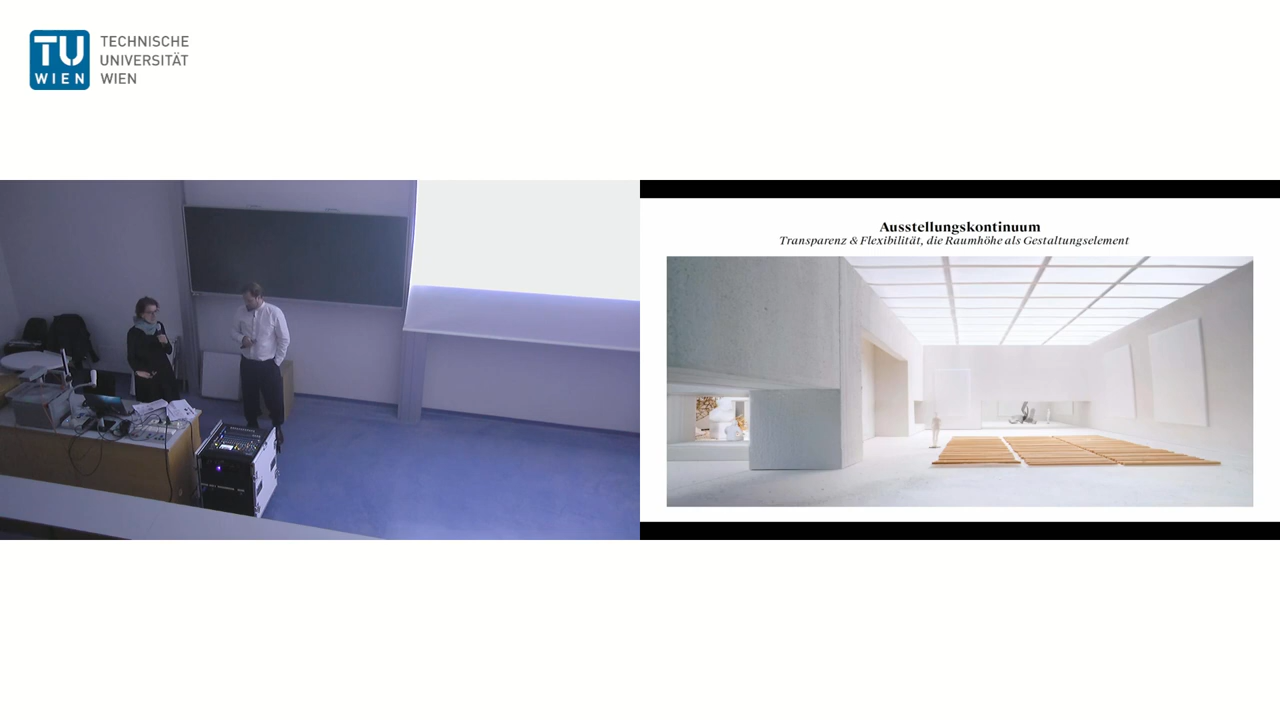 TU
WIEN
TECHNISCHE
UNIVERSITÄT
WIEN
Ausstellungskontinuum
Transparenz & Flexibilität, die Raumhöhe als Gestaltungselement